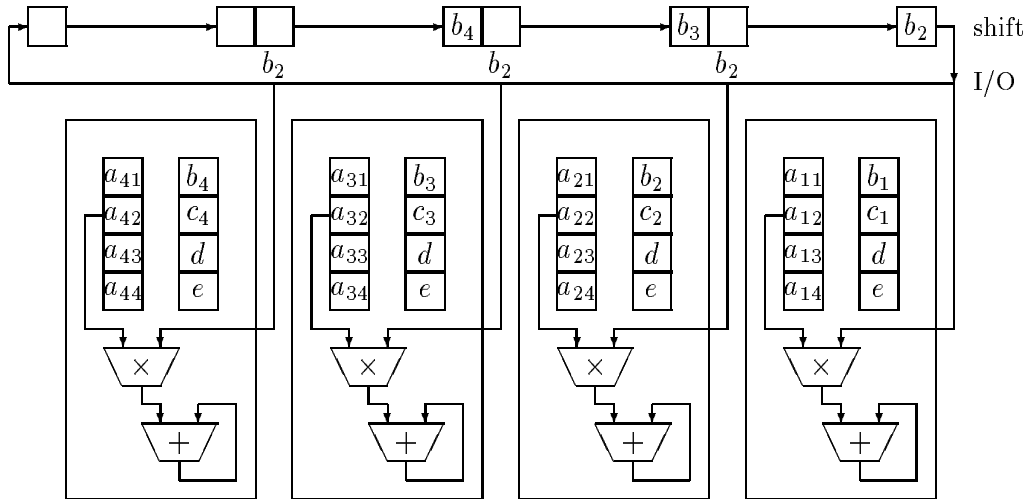 b₄ b₃ b₂ shift
b₂ b₂ b₂
I/O
a₄₁ b₄ a₃₁ b₃ a₂₁ b₂ a₁₁ b₁
a₄₂ c₄ a₃₂ c₃ a₂₂ c₂ a₁₂ c₁
a₄₃ d a₃₃ d a₂₃ d a₁₃ d
a₄₄ e a₃₄ e a₂₄ e a₁₄ e
× × × ×
+ + + +